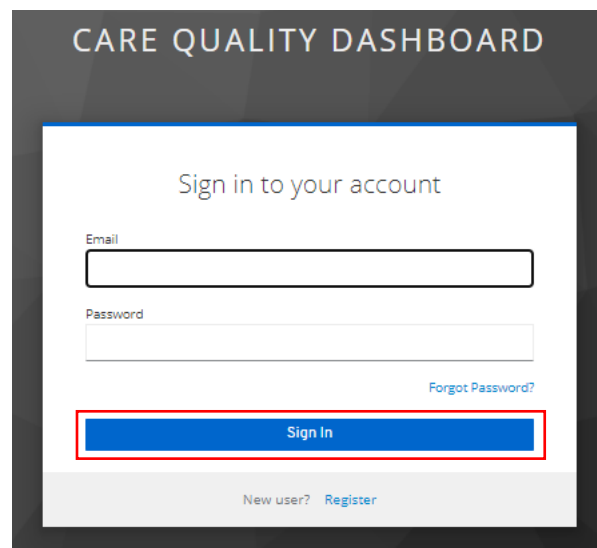 CARE QUALITY DASHBOARD
Sign in to your account
Email
Password
Forgot Password?
Sign In
New user? Register